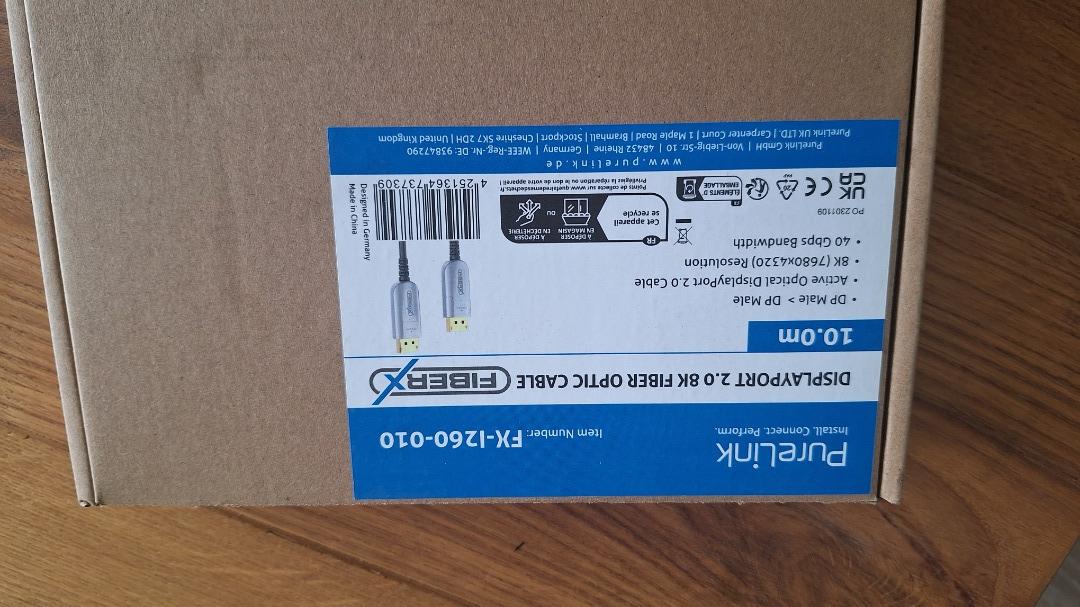 PureLink
Install. Connect. Perform.
Item Number: FX-I260-010
DISPLAYPORT 2.0 8K FIBER OPTIC CABLE
FIBERX
10.0m
• DP Male > DP Male
• Active Optical DisplayPort 2.0 Cable
• 8K (7680x4320) Resolution
• 40 Gbps Bandwidth
PO 2301109
UK
CA
CE
PAP
FR
ÉLÉMENTS D'
EMBALLAGE
FR
Cet appareil
se recycle
À DÉPOSER
EN MAGASIN
OU
À DÉPOSER
EN DÉCHÈTERIE
Points de collecte sur www.quefairedemesdechets.fr
Privilégiez la réparation ou le don de votre appareil !
4 251364 737309
Designed in Germany
Made in China
www.purelink.de
PureLink GmbH | Von-Liebig-Str. 10 | 48432 Rheine | Germany | WEEE-Reg.-Nr. DE: 93847290
PureLink UK LTD. | Carpenter Court | 1 Maple Road | Bramhall | Stockport | Cheshire SK7 2DH | United Kingdom